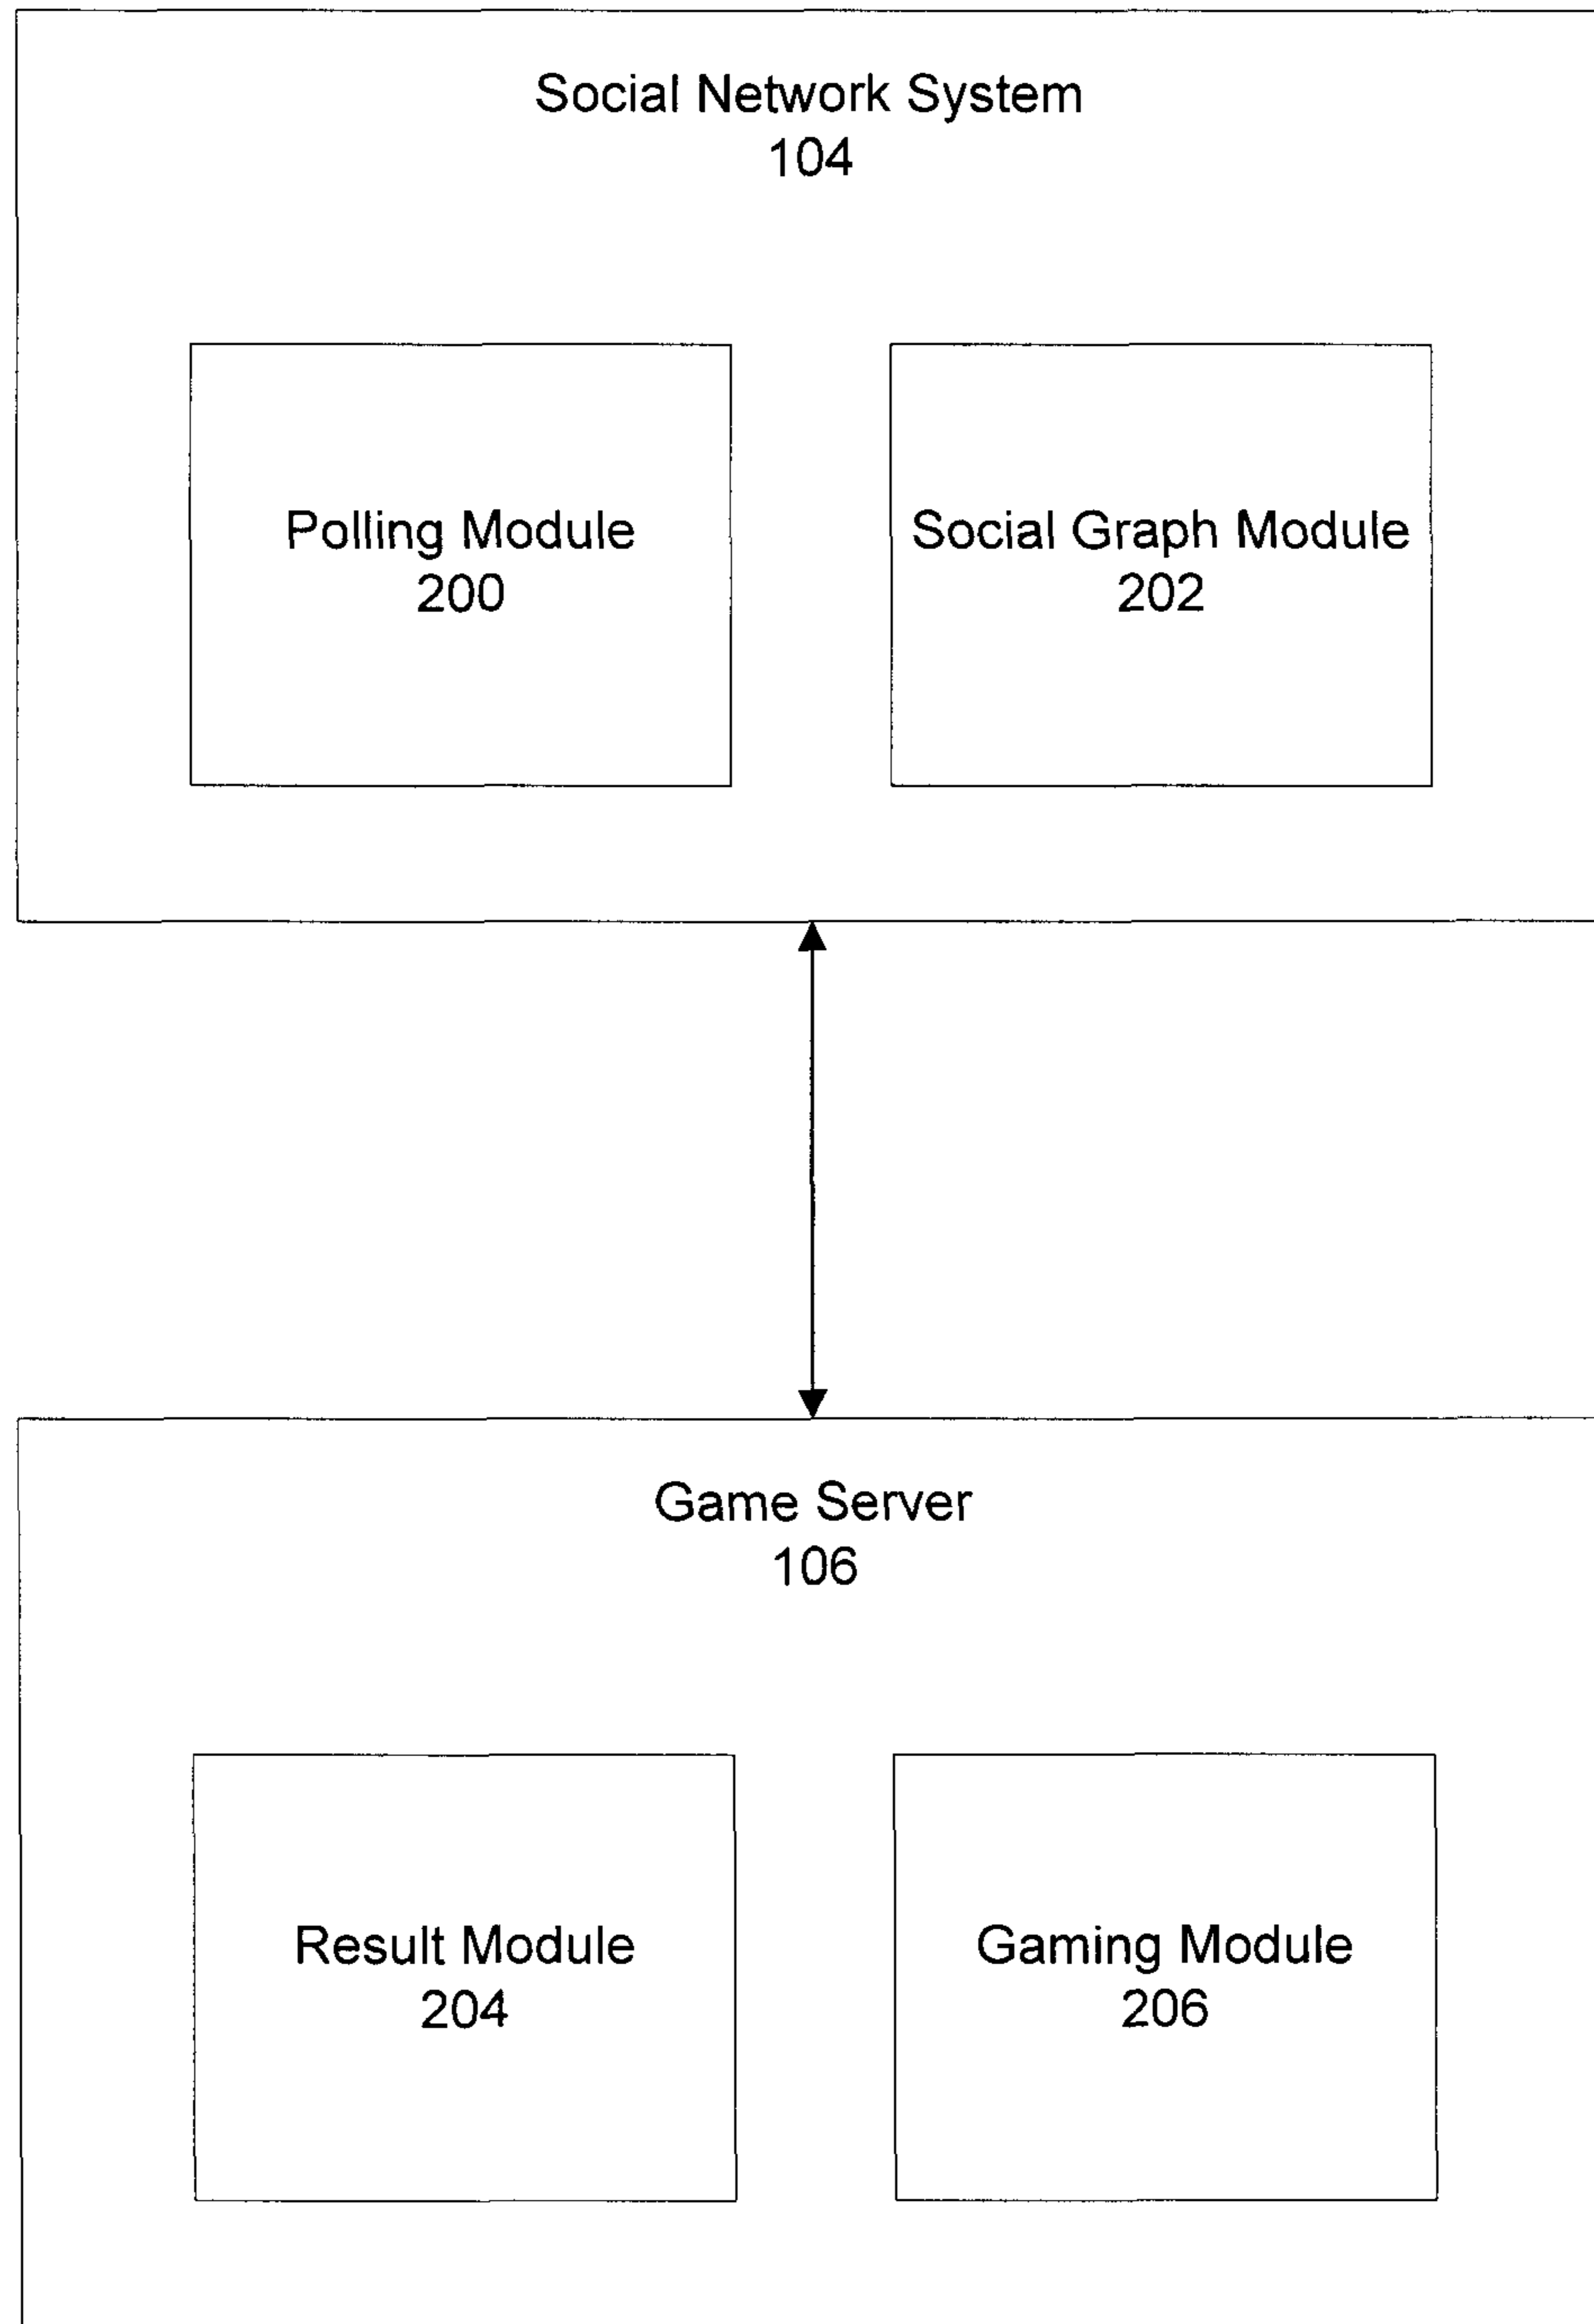 Social Network System
104
Polling Module
200
Social Graph Module
202
Game Server
106
Result Module
204
Gaming Module
206